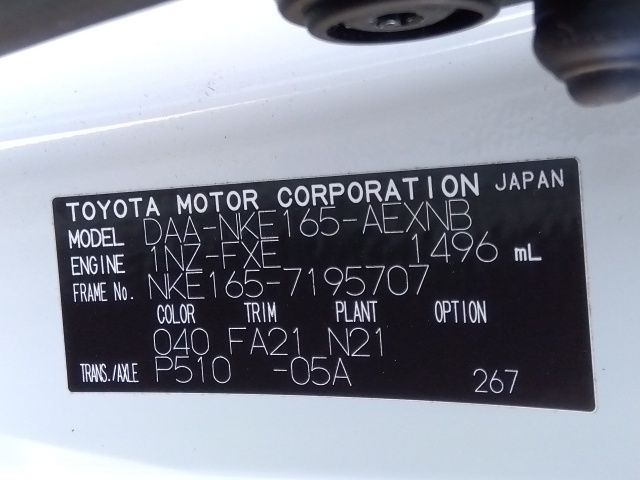 TOYOTA MOTOR CORPORATION JAPAN
MODEL DAA-NKE165-AEXNB
ENGINE 1NZ-FXE 1496 mL
FRAME No. NKE165-7195707
COLOR TRIM PLANT OPTION
040 FA21 N21
TRANS./AXLE P510 -05A 267